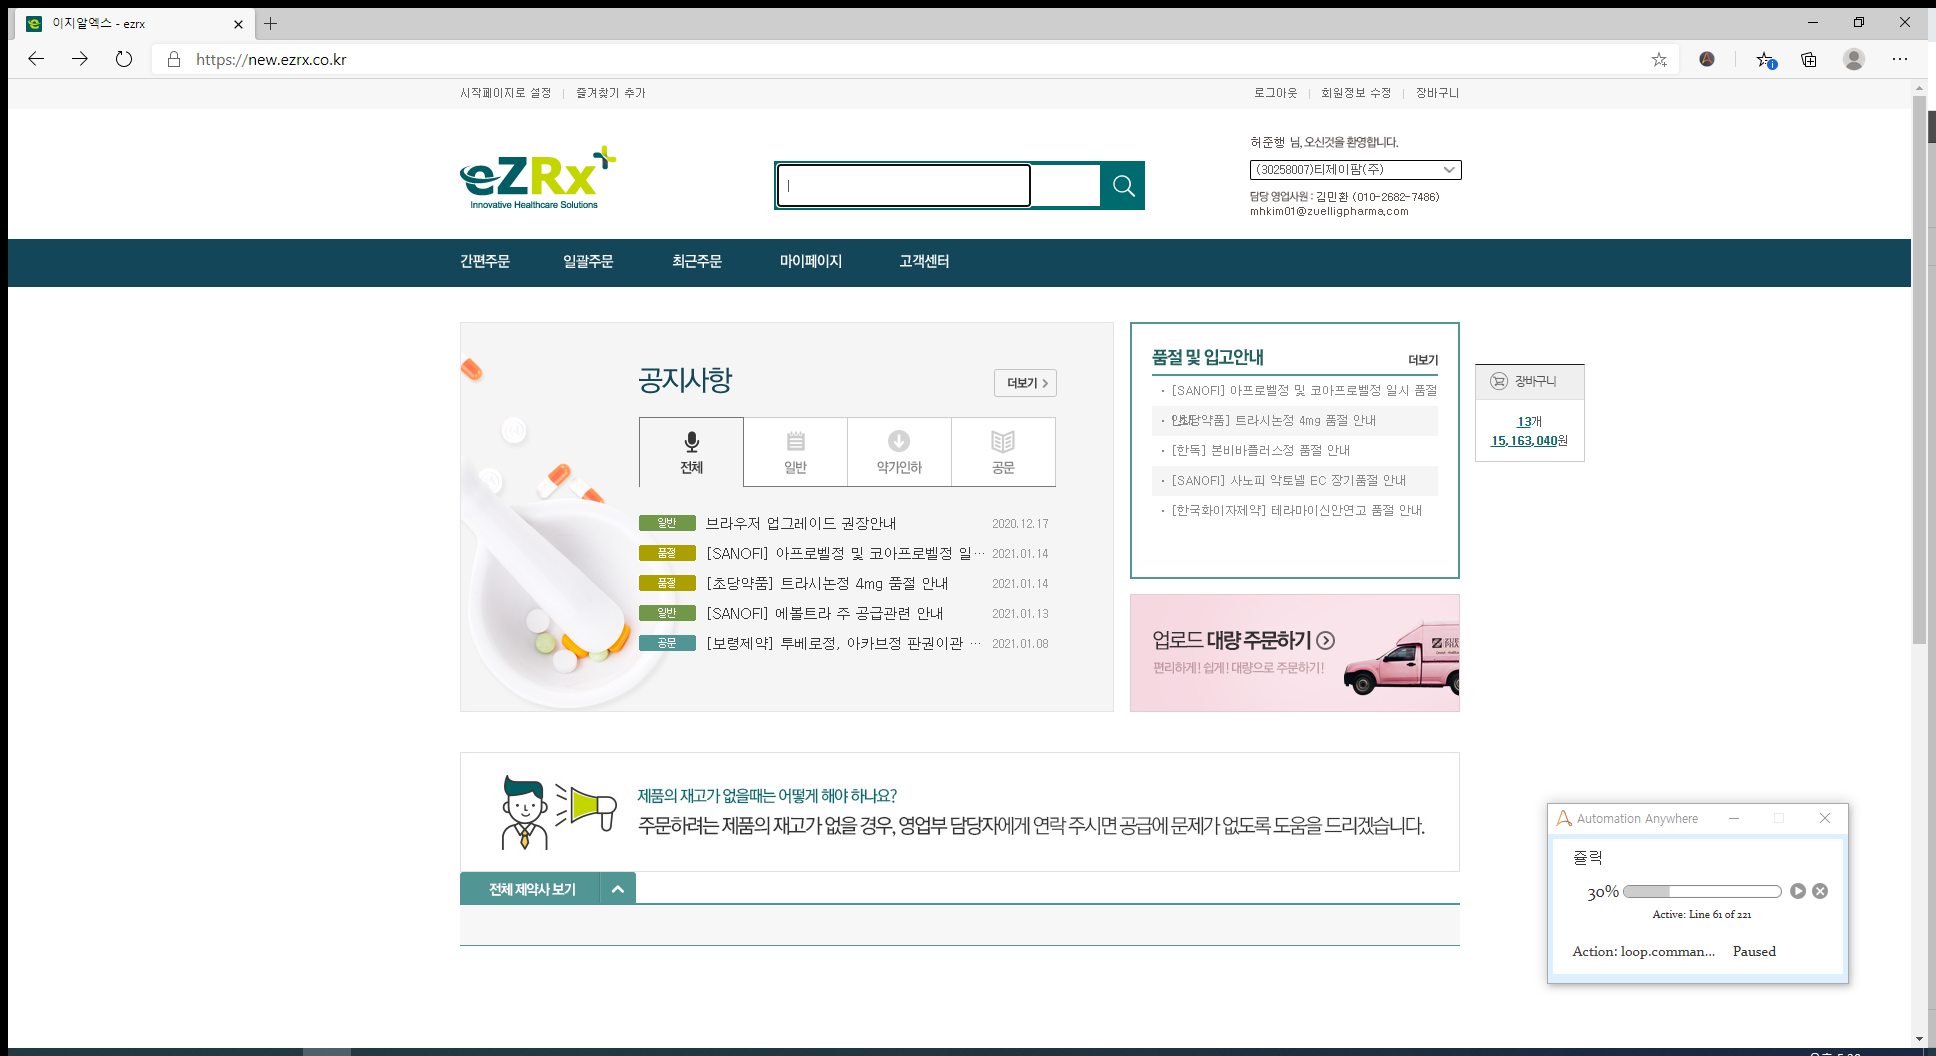 이지알엑스 - ezrx
https://new.ezrx.co.kr
시작페이지로 설정 | 즐겨찾기 추가
로그아웃 | 회원정보 수정 | 장바구니
eZRx
Innovative Healthcare Solutions
허준행 님, 오신것을 환영합니다.
(30258007)티제이팜(주)
담당 영업사원 : 김민환 (010-2682-7486)
mhkim01@zuelligpharma.com
간편주문 일괄주문 최근주문 마이페이지 고객센터
공지사항
더보기
전체 일반 약가인하 공문
일반 브라우저 업그레이드 권장안내 2020.12.17
품절 [SANOFI] 아프로벨정 및 코아프로벨정 일… 2021.01.14
품절 [초당약품] 트라시논정 4mg 품절 안내 2021.01.14
일반 [SANOFI] 에볼트라 주 공급관련 안내 2021.01.13
공문 [보령제약] 투베로정, 아카브정 판권이관 … 2021.01.08
품절 및 입고안내
더보기
· [SANOFI] 아프로벨정 및 코아프로벨정 일시 품절
· [초당약품] 트라시논정 4mg 품절 안내
· [한독] 본비바플러스정 품절 안내
· [SANOFI] 사노피 악토넬 EC 장기품절 안내
· [한국화이자제약] 테라마이신안연고 품절 안내
장바구니
13개
15,163,040원
업로드 대량 주문하기
편리하게! 쉽게! 대량으로 주문하기!
제품의 재고가 없을때는 어떻게 해야 하나요?
주문하려는 제품의 재고가 없을 경우, 영업부 담당자에게 연락 주시면 공급에 문제가 없도록 도움을 드리겠습니다.
전체 제약사 보기
Automation Anywhere
쥴릭
30%
Active: Line 61 of 221
Action: loop.comman... Paused